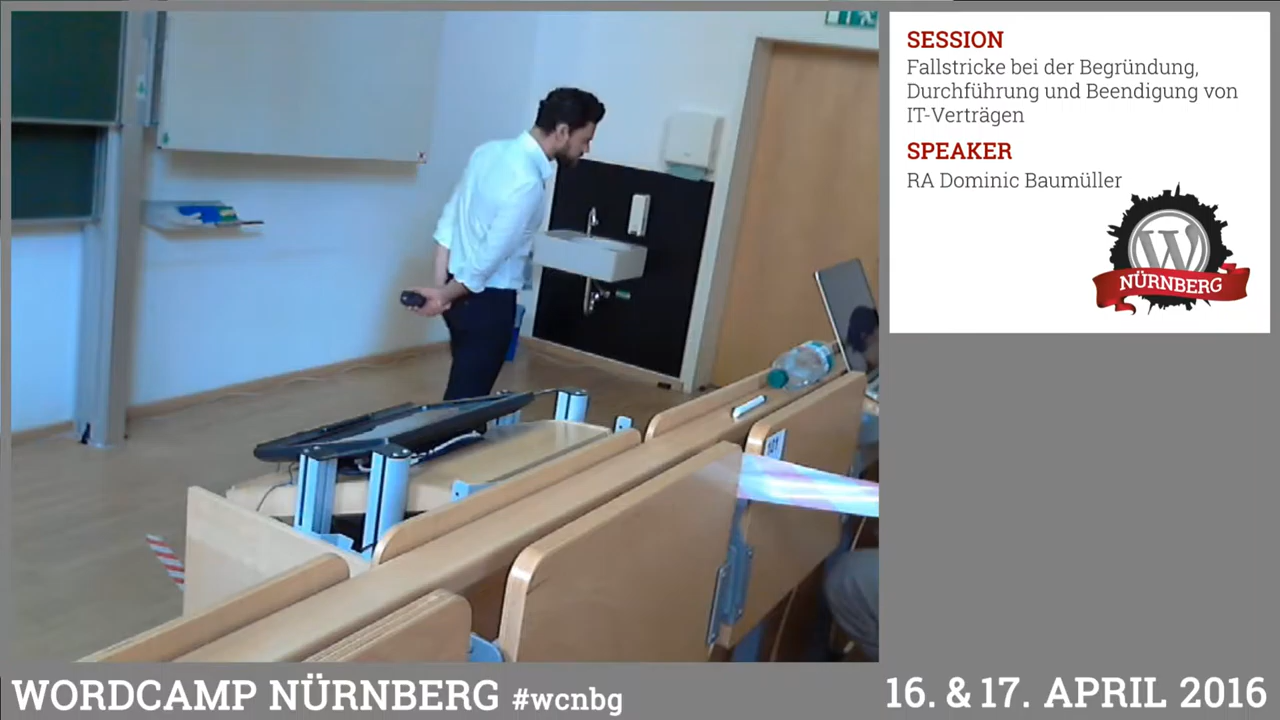 SESSION
Fallstricke bei der Begründung,
Durchführung und Beendigung von
IT-Verträgen
SPEAKER
RA Dominic Baumüller
W
NÜRNBERG
WORDCAMP NÜRNBERG #wcnbg
16. & 17. APRIL 2016